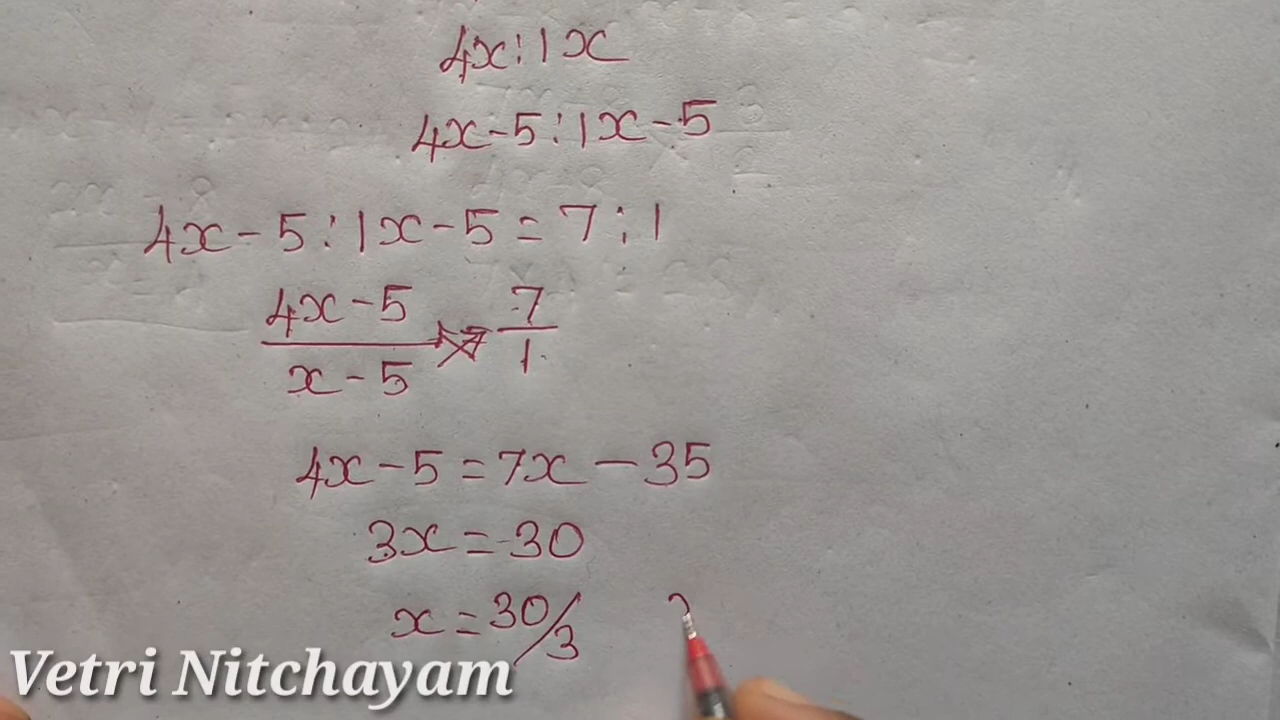 4x:1x
4x-5:1x-5
4x-5:1x-5=7:1
4x-5 7
x-5 1
4x-5=7x-35
3x=30
x=30/3
Vetri Nitchayam